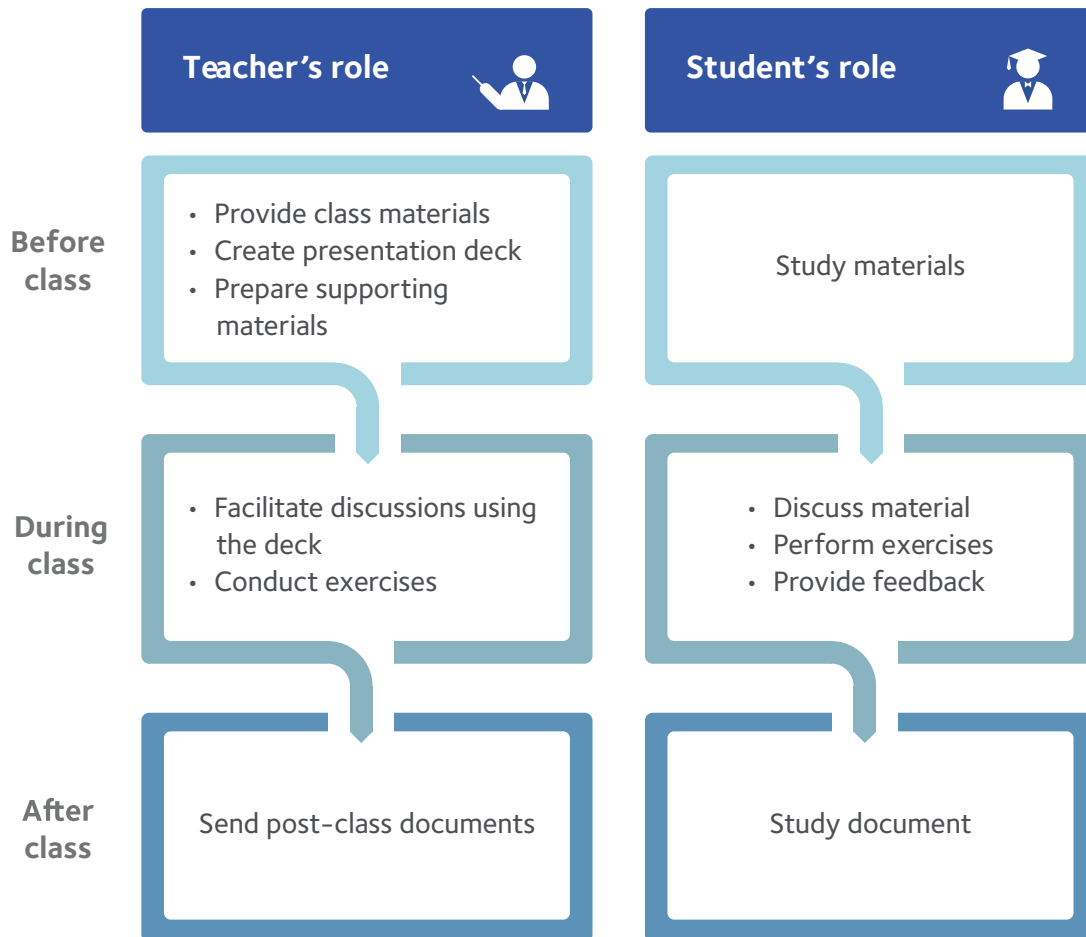 Teacher's role
Student's role
Before
class
• Provide class materials
• Create presentation deck
• Prepare supporting
materials
Study materials
During
class
• Facilitate discussions using
the deck
• Conduct exercises
• Discuss material
• Perform exercises
• Provide feedback
After
class
Send post-class documents
Study document